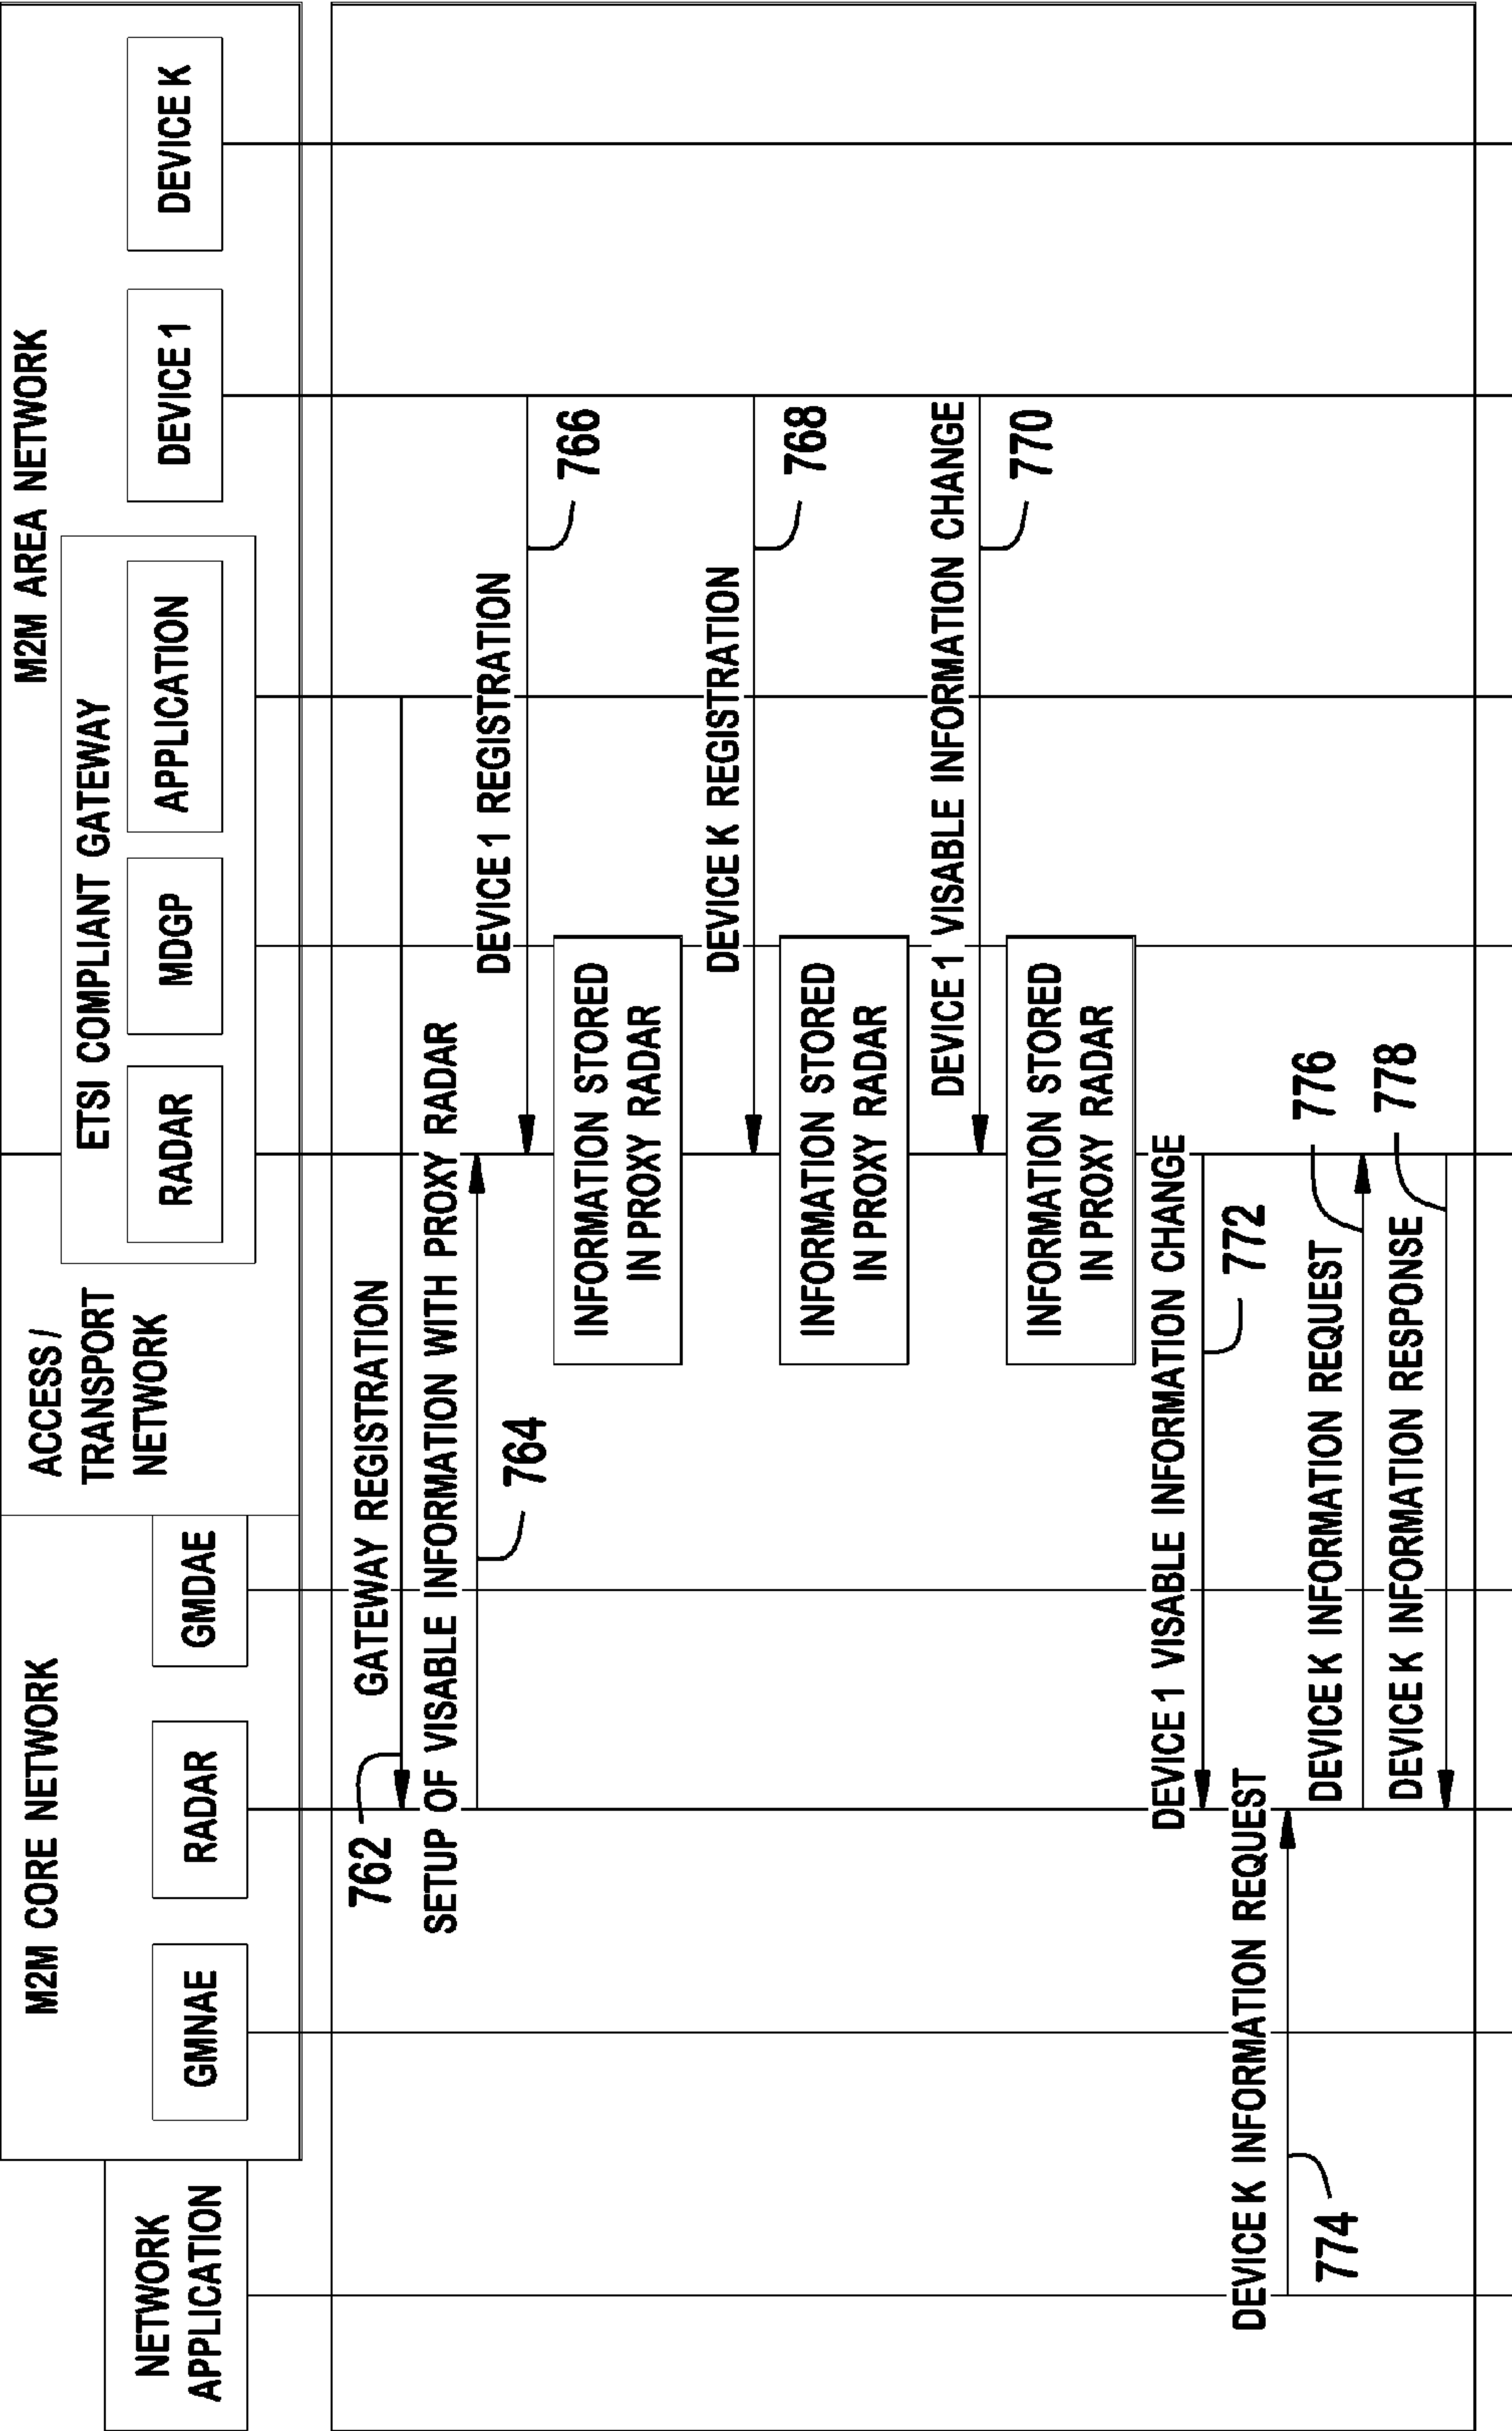 M2M CORE NETWORK
ACCESS /
TRANSPORT
NETWORK
M2M AREA NETWORK
ETSI COMPLIANT GATEWAY
NETWORK
APPLICATION
GMNAE
RADAR
GMDAE
RADAR
MDGP
APPLICATION
DEVICE 1
DEVICE K
GATEWAY REGISTRATION
762
SETUP OF VISABLE INFORMATION WITH PROXY RADAR
764
DEVICE 1 REGISTRATION
766
INFORMATION STORED
IN PROXY RADAR
DEVICE K REGISTRATION
768
INFORMATION STORED
IN PROXY RADAR
DEVICE 1 VISABLE INFORMATION CHANGE
770
INFORMATION STORED
IN PROXY RADAR
DEVICE 1 VISABLE INFORMATION CHANGE
772
DEVICE K INFORMATION REQUEST
774
DEVICE K INFORMATION REQUEST
776
DEVICE K INFORMATION RESPONSE
778